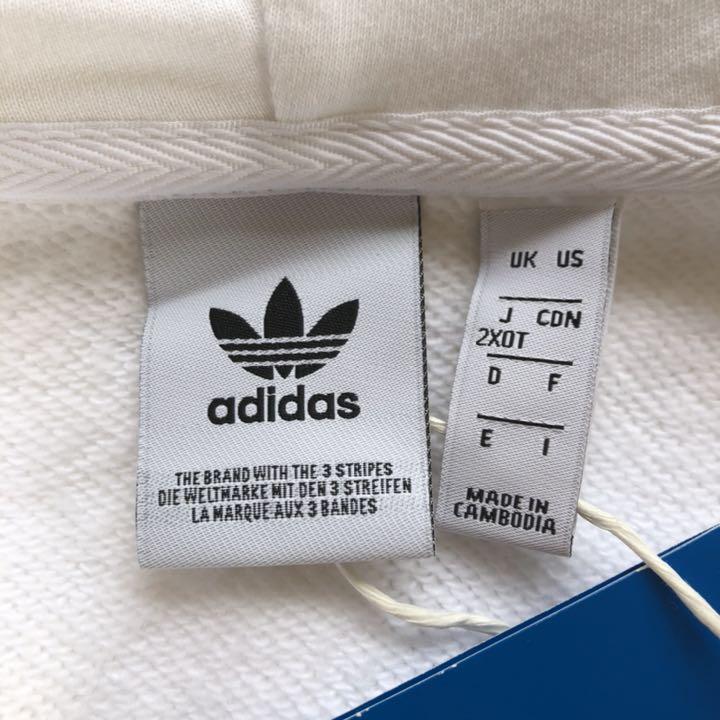 adidas
THE BRAND WITH THE 3 STRIPES
DIE WELTMARKE MIT DEN 3 STREIFEN
LA MARQUE AUX 3 BANDES
UK US
J CDN
2XOT
D F
E I
MADE IN
CAMBODIA